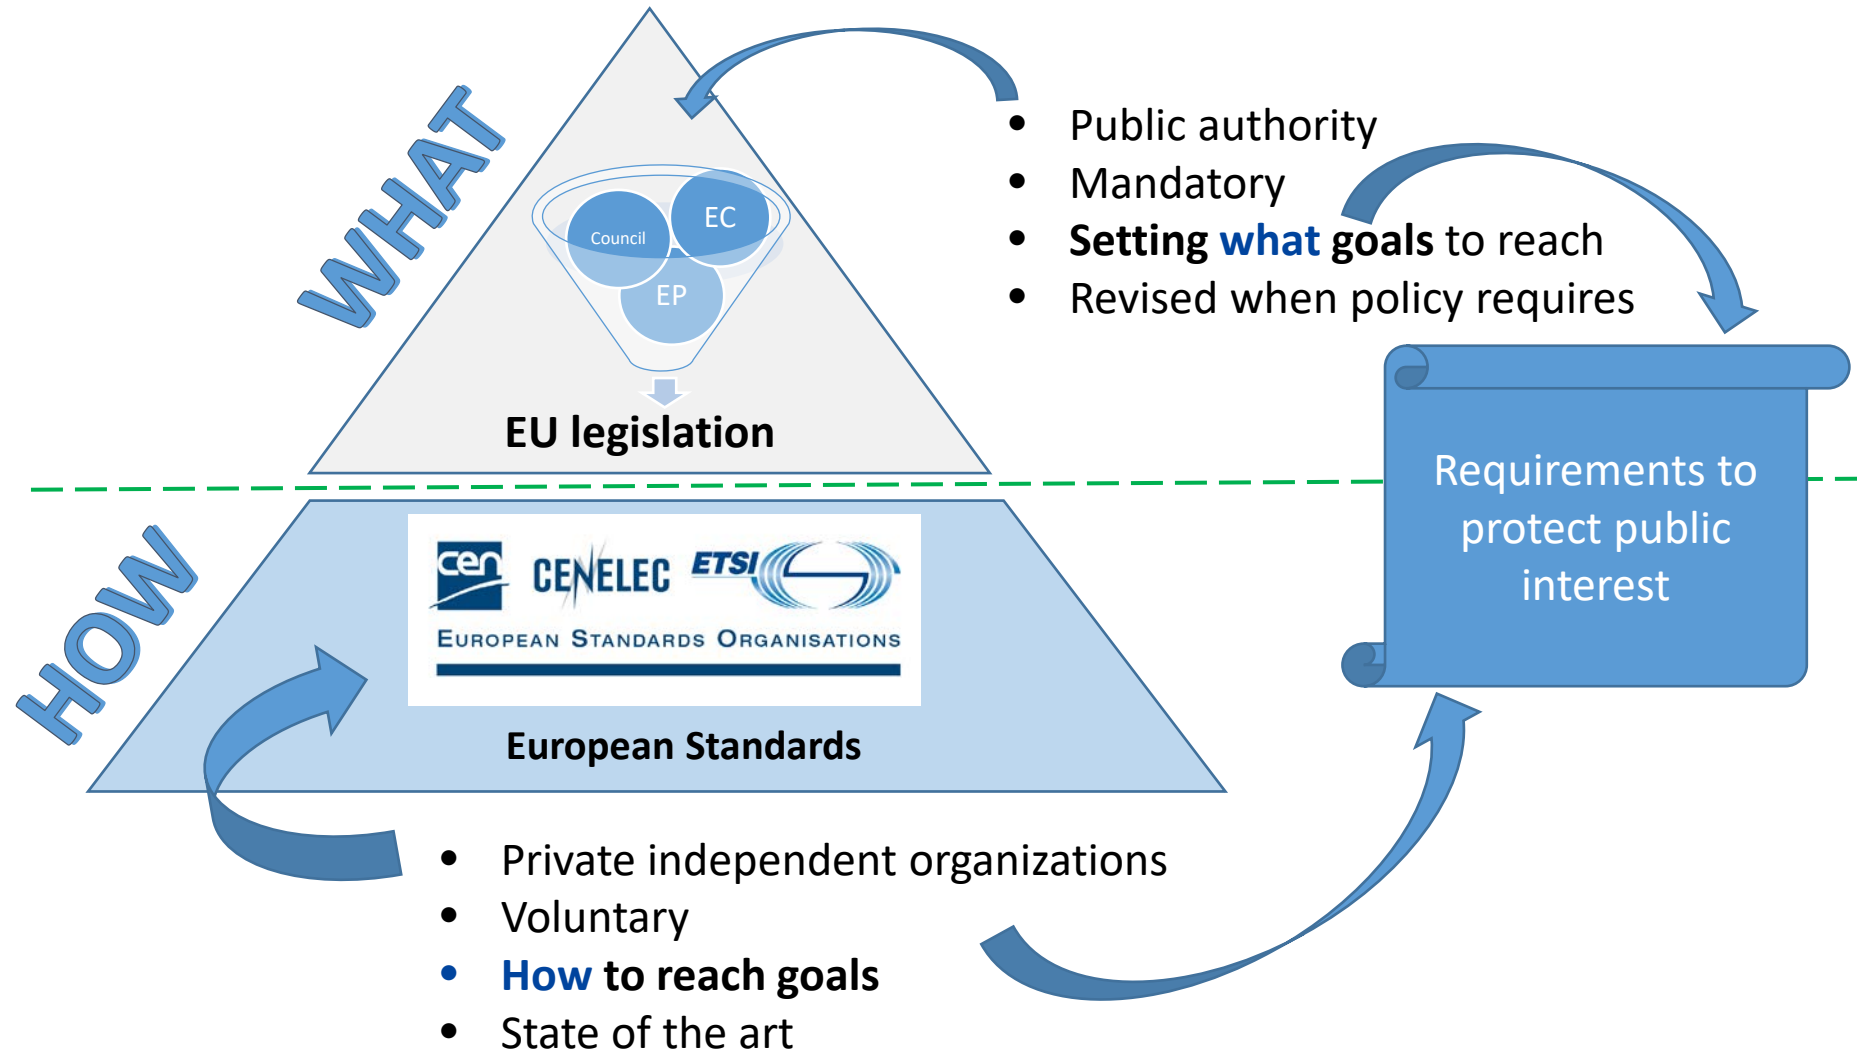 WHAT
Council
EC
EP
EU legislation
• Public authority
• Mandatory
• Setting what goals to reach
• Revised when policy requires
Requirements to
protect public
interest
HOW
cen
CENELEC
ETSI
EUROPEAN STANDARDS ORGANISATIONS
European Standards
• Private independent organizations
• Voluntary
• How to reach goals
• State of the art